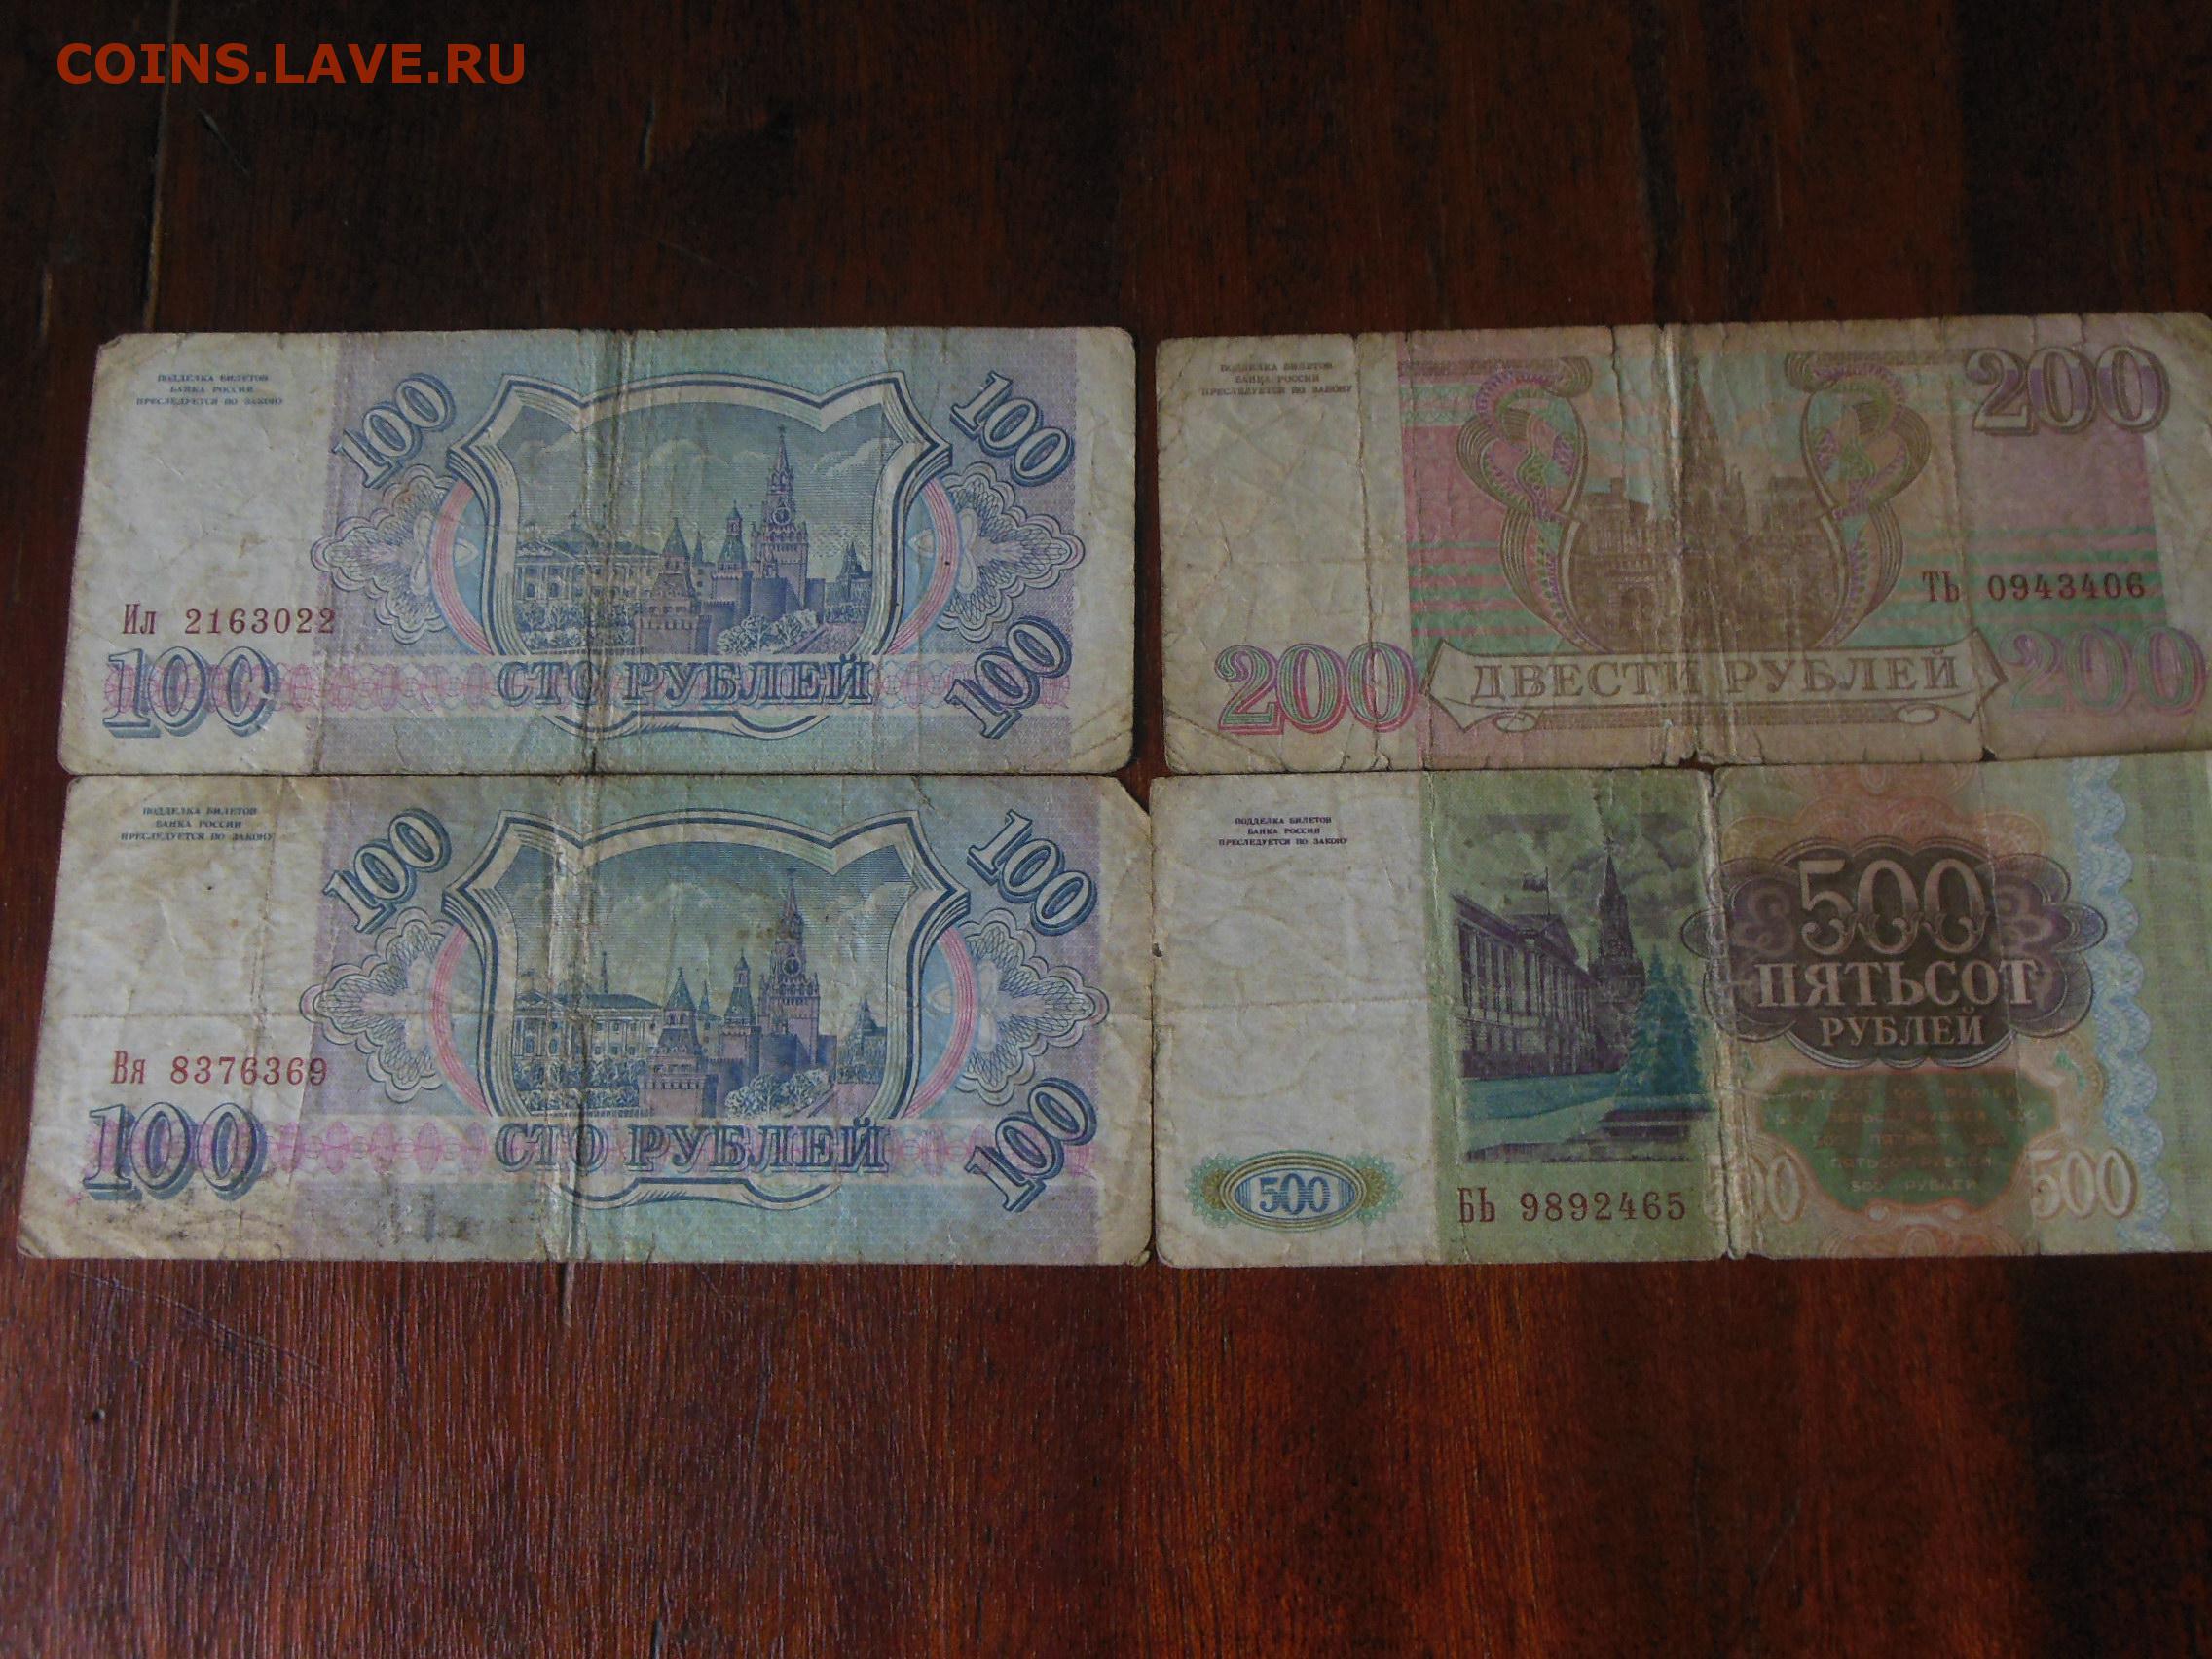 COINS.LAVE.RU
ПОДДЕЛКА БИЛЕТОВ
БАНКА РОССИИ
ПРЕСЛЕДУЕТСЯ ПО ЗАКОНУ
100
100
Ил 2163022
100
СТО РУБЛЕЙ
100
ПОДДЕЛКА БИЛЕТОВ
БАНКА РОССИИ
ПРЕСЛЕДУЕТСЯ ПО ЗАКОНУ
200
ТЬ 0943406
200
ДВЕСТИ РУБЛЕЙ
200
ПОДДЕЛКА БИЛЕТОВ
БАНКА РОССИИ
ПРЕСЛЕДУЕТСЯ ПО ЗАКОНУ
100
100
Вя 8376369
100
СТО РУБЛЕЙ
100
ПОДДЕЛКА БИЛЕТОВ
БАНКА РОССИИ
ПРЕСЛЕДУЕТСЯ ПО ЗАКОНУ
500
ПЯТЬСОТ
РУБЛЕЙ
500 РУБЛЕЙ
500
БЬ 9892465
500
500